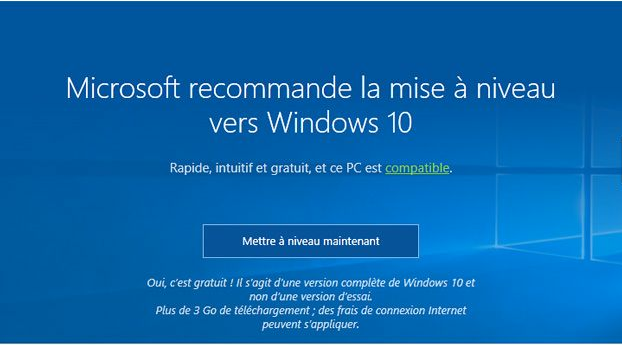 Microsoft recommande la mise à niveau
vers Windows 10
Rapide, intuitif et gratuit, et ce PC est compatible.
Mettre à niveau maintenant
Oui, c'est gratuit ! Il s'agit d'une version complète de Windows 10 et
non d'une version d'essai.
Plus de 3 Go de téléchargement ; des frais de connexion Internet
peuvent s'appliquer.